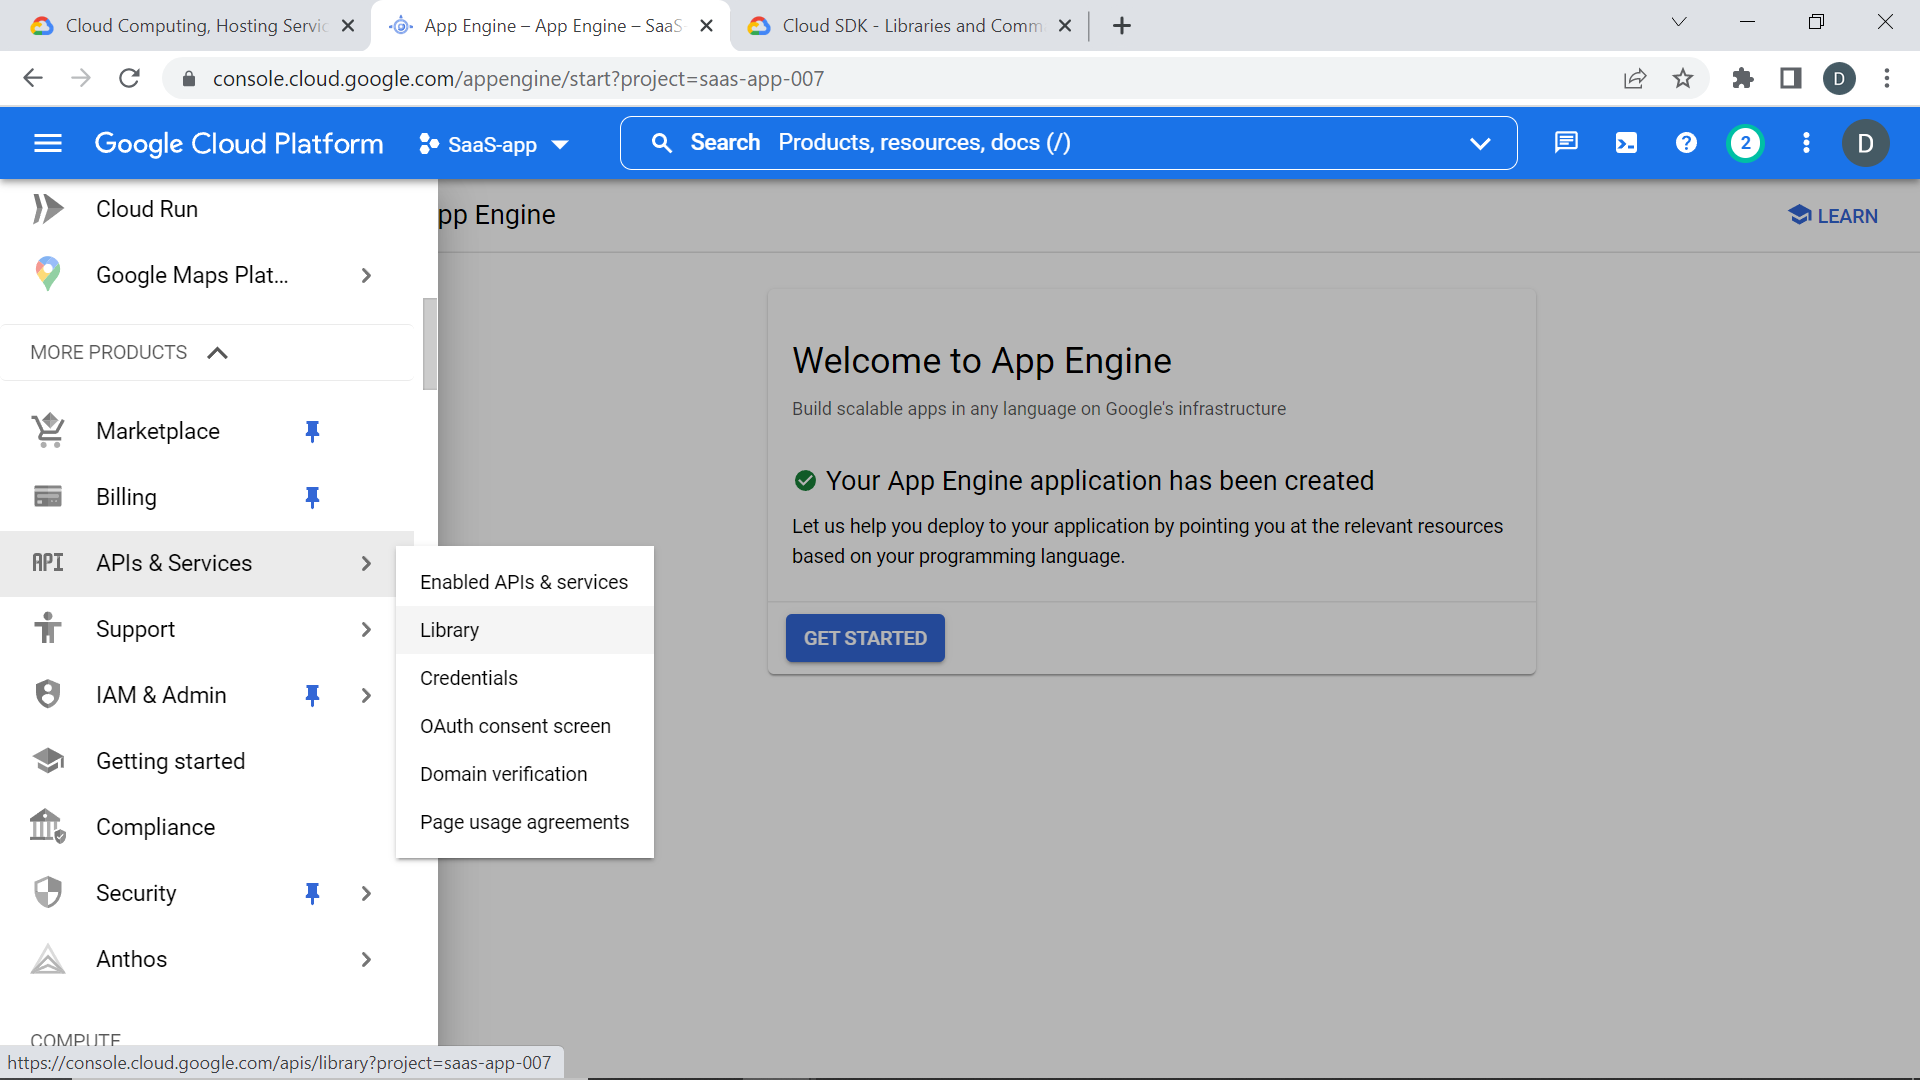 Cloud Computing, Hosting Servic
App Engine – App Engine – SaaS
Cloud SDK - Libraries and Comm
console.cloud.google.com/appengine/start?project=saas-app-007
D
Google Cloud Platform
SaaS-app
Search Products, resources, docs (/)
2
D
Cloud Run
Google Maps Plat...
MORE PRODUCTS
Marketplace
Billing
API APIs & Services
Support
IAM & Admin
Getting started
Compliance
Security
Anthos
COMPUTE
Enabled APIs & services
Library
Credentials
OAuth consent screen
Domain verification
Page usage agreements
pp Engine
LEARN
Welcome to App Engine
Build scalable apps in any language on Google's infrastructure
Your App Engine application has been created
Let us help you deploy to your application by pointing you at the relevant resources
based on your programming language.
GET STARTED
https://console.cloud.google.com/apis/library?project=saas-app-007